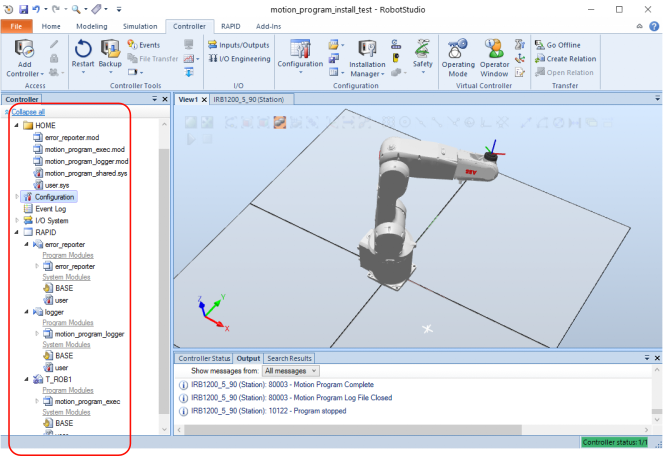 motion_program_install_test - RobotStudio
File Home Modeling Simulation Controller RAPID Add-Ins
Add Controller
Access
Restart Backup
Events
File Transfer
Controller Tools
Inputs/Outputs
I/O Engineering
I/O
Configuration
Installation Manager
Safety
Configuration
Operating Mode
Operator Window
Virtual Controller
Go Offline
Create Relation
Open Relation
Transfer
Controller
Collapse all
HOME
error_reporter.mod
motion_program_exec.mod
motion_program_logger.mod
motion_program_shared.sys
user.sys
Configuration
Event Log
I/O System
RAPID
error_reporter
Program Modules
error_reporter
System Modules
BASE
user
logger
Program Modules
motion_program_logger
System Modules
BASE
user
T_ROB1
Program Modules
motion_program_exec
System Modules
BASE
View1 IRB1200_5_90 (Station)
Z
Y
X
Controller Status Output Search Results
Show messages from: All messages
IRB1200_5_90 (Station): 80003 - Motion Program Complete
IRB1200_5_90 (Station): 80003 - Motion Program Log File Closed
IRB1200_5_90 (Station): 10122 - Program stopped
Controller status: 1/1